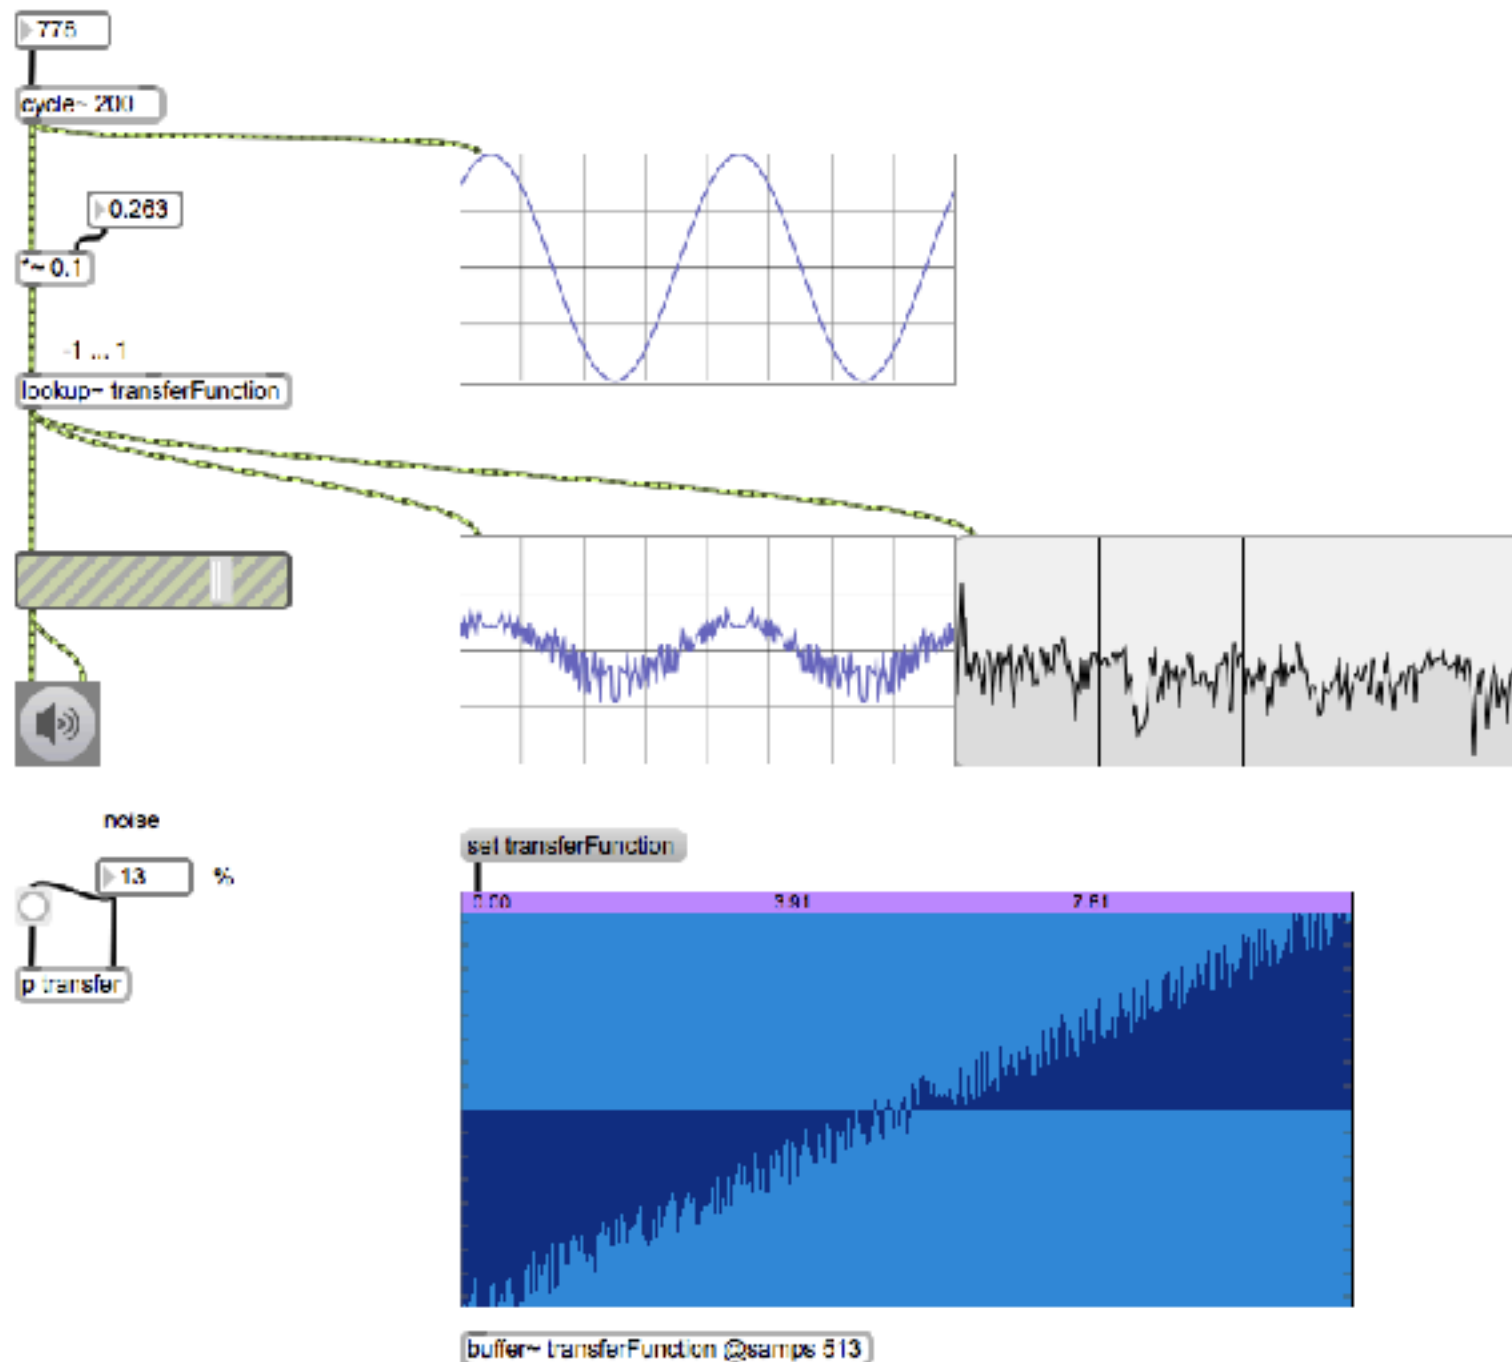 775
cycle~ 200
0.263
*~ 0.1
-1 ... 1
lookup~ transferFunction
noise
13 %
p transfer
set transferFunction
0.00 3.91 7.81
buffer~ transferFunction @samps 513